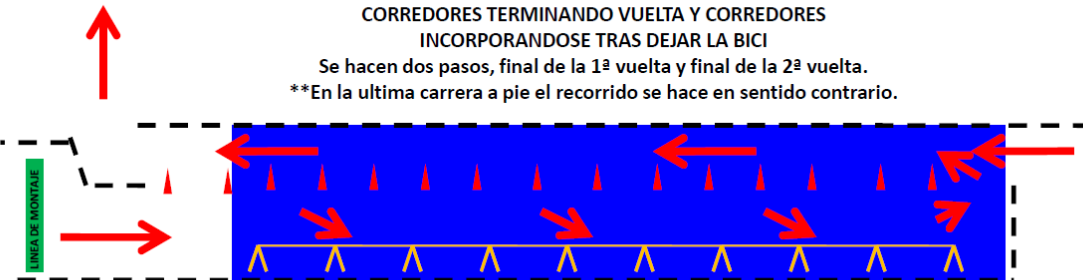 CORREDORES TERMINANDO VUELTA Y CORREDORES
INCORPORANDOSE TRAS DEJAR LA BICI
Se hacen dos pasos, final de la 1ª vuelta y final de la 2ª vuelta.
**En la ultima carrera a pie el recorrido se hace en sentido contrario.
LINEA DE MONTAJE